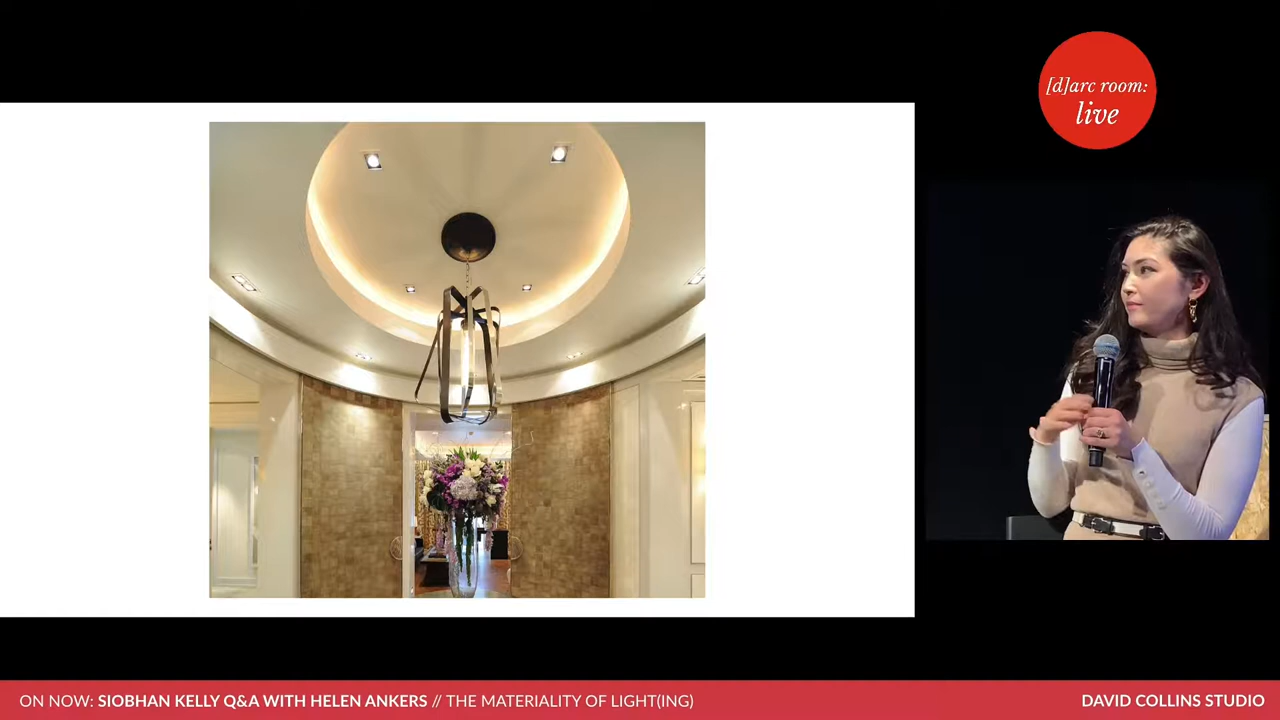 [d]arc room:
live
ON NOW: SIOBHAN KELLY Q&A WITH HELEN ANKERS // THE MATERIALITY OF LIGHT(ING)
DAVID COLLINS STUDIO